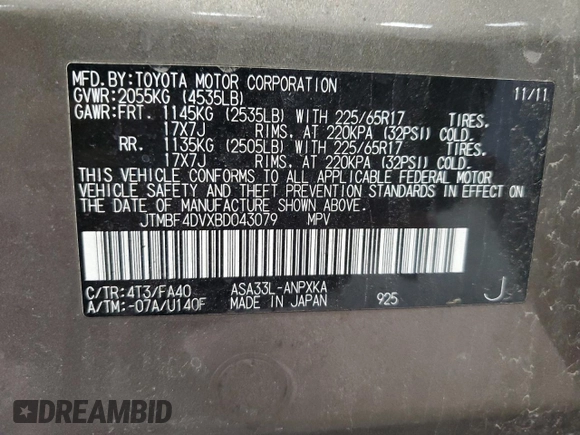 MFD.BY:TOYOTA MOTOR CORPORATION
GVWR:2055KG (4535LB) 11/11
GAWR:FRT. 1145KG (2535LB) WITH 225/65R17 TIRES.
17X7J RIMS. AT 220KPA (32PSI) COLD.
RR. 1135KG (2505LB) WITH 225/65R17 TIRES.
17X7J RIMS. AT 220KPA (32PSI) COLD.
THIS VEHICLE CONFORMS TO ALL APPLICABLE FEDERAL MOTOR
VEHICLE SAFETY AND THEFT PREVENTION STANDARDS IN EFFECT ON
THE DATE OF MANUFACTURE SHOWN ABOVE.
JTMBF4DVXBD043079 MPV
C/TR:4T3/FA40 ASA33L-ANPXKA
A/TM:-07A/U140F MADE IN JAPAN 925 J
DREAMBID